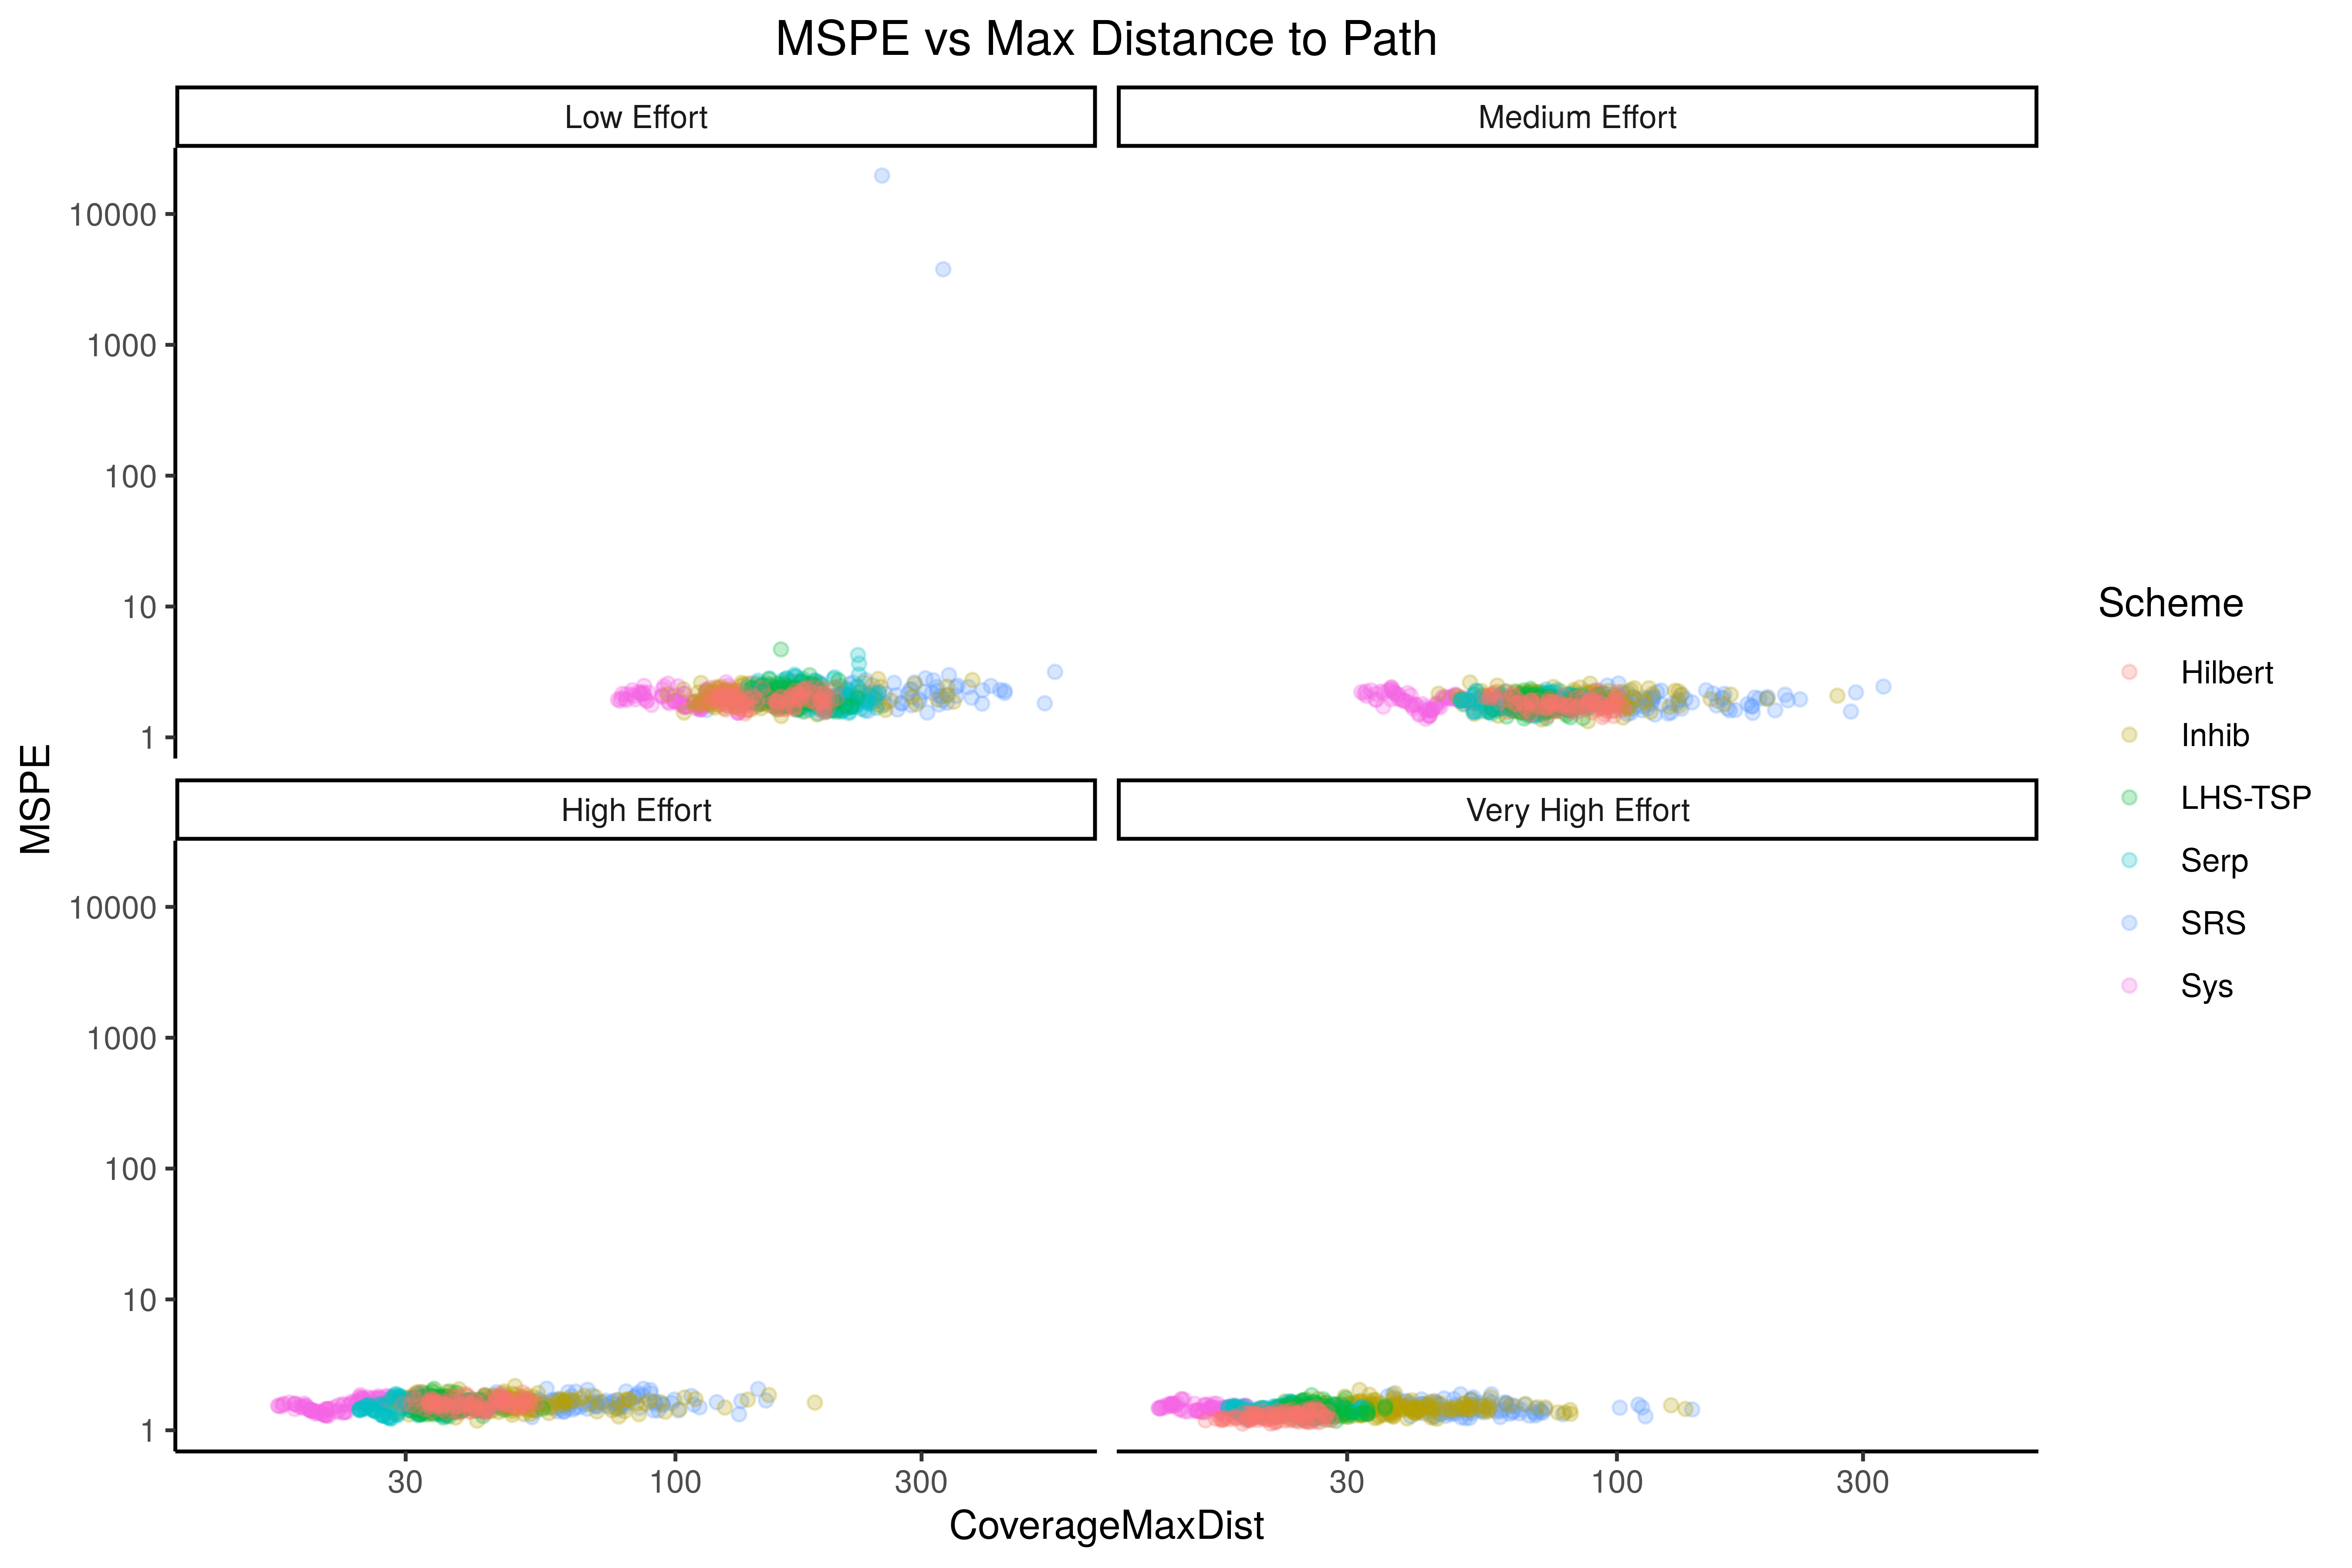 MSPE vs Max Distance to Path
Low Effort
Medium Effort
10000
1000
100
10
1
High Effort
Very High Effort
10000
1000
100
10
1
30
100
300
30
100
300
CoverageMaxDist
MSPE
Scheme
Hilbert
Inhib
LHS-TSP
Serp
SRS
Sys